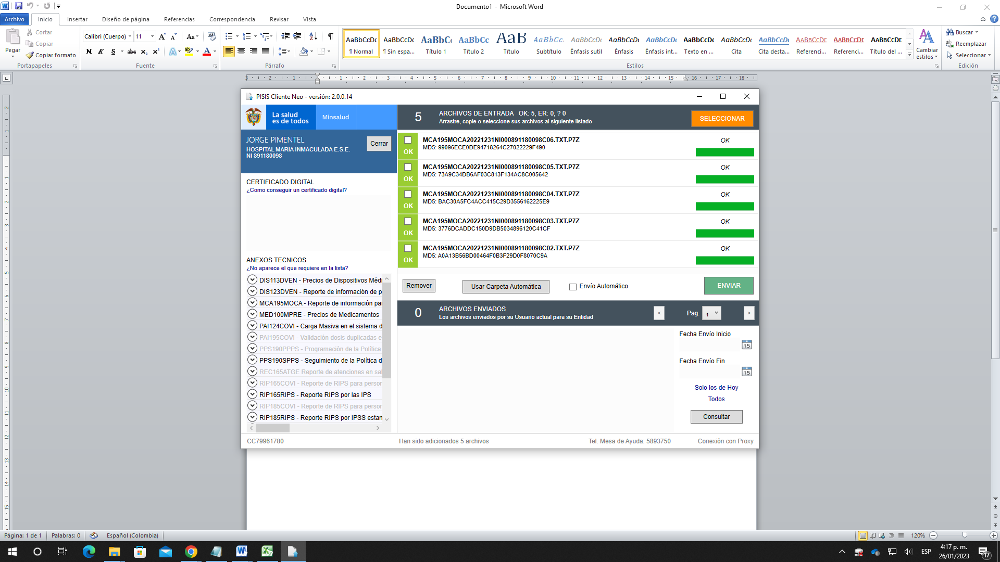 Documento1 - Microsoft Word
Archivo Inicio Insertar Diseño de página Referencias Correspondencia Revisar Vista
Pegar
Cortar
Copiar
Copiar formato
Portapapeles
Calibri (Cuerpo) 11
Fuente
Párrafo
AaBbCcDc AaBbCcDc AaBbC AaBbCc AaB AaBbCc. AaBbCcDc AaBbCcDc AaBbCcDc AaBbCcDc AaBbCcDc AaBbCcDc AABBCCDE AABBCCDE AABBCCDE
¶ Normal ¶ Sin espa... Título 1 Título 2 Título Subtítulo Énfasis sutil Énfasis Énfasis int... Texto en ... Cita Cita desta... Referenci... Referenci... Título del ...
Estilos
Cambiar estilos
Buscar
Reemplazar
Seleccionar
Edición
PISIS Cliente Neo - versión: 2.0.0.14
La salud es de todos
Minsalud
JORGE PIMENTEL
HOSPITAL MARIA INMACULADA E.S.E.
NI 891180098
Cerrar
CERTIFICADO DIGITAL
¿Como conseguir un certificado digital?
ANEXOS TECNICOS
¿No aparece el que requiere en la lista?
DIS113DVEN - Precios de Dispositivos Médi
DIS123DVEN - Reporte de información de p
MCA195MOCA - Reporte de información par
MED100MPRE - Precios de Medicamentos
PAI124COVI - Carga Masiva en el sistema d
PAI195COVI - Validación dosis duplicadas e
PPS190PPPS - Programación de la Política
PPS190SPPS - Seguimiento de la Política d
REC165ATGE Reporte de atenciones en sal
RIP165COVI - Reporte de RIPS para person
RIP165RIPS - Reporte RIPS por las IPS
RIP185COVI - Reporte de RIPS para person
RIP185RIPS - Reporte RIPS por IPSS estan
5 ARCHIVOS DE ENTRADA OK: 5, ER: 0, ? 0
Arrastre, copie o seleccione sus archivos al siguiente listado
SELECCIONAR
MCA195MOCA20221231NI000891180098C06.TXT.P7Z OK
OK MD5: 99096ECE0DE94718264C27022229F490
MCA195MOCA20221231NI000891180098C05.TXT.P7Z OK
OK MD5: 73A9C34DB6AF03C813F134AC8C005642
MCA195MOCA20221231NI000891180098C04.TXT.P7Z OK
OK MD5: BAC30A5FC4ACC415C29D3556162225E9
MCA195MOCA20221231NI000891180098C03.TXT.P7Z OK
OK MD5: 3776DCADDC150D9DB5034896120C41CF
MCA195MOCA20221231NI000891180098C02.TXT.P7Z OK
OK MD5: A0A13B56BD00464F0B3F29D0F8070C9A
Remover Usar Carpeta Automática Envío Automático ENVIAR
0 ARCHIVOS ENVIADOS
Los archivos enviados por su Usuario actual para su Entidad
< Pag. 1 >
Fecha Envío Inicio
15
Fecha Envío Fin
15
Solo los de Hoy
Todos
Consultar
CC79961780 Han sido adicionados 5 archivos Tel. Mesa de Ayuda: 5893750 Conexión con Proxy
Página: 1 de 1 Palabras: 0 Español (Colombia) 120%
ESP
4:17 p. m.
26/01/2023
17